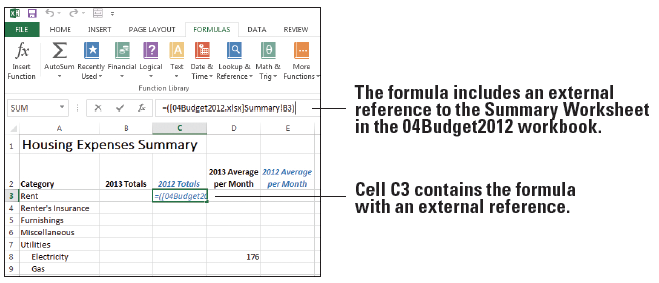 FILE HOME INSERT PAGE LAYOUT FORMULAS DATA REVIEW
fx Σ ? A
Insert Function AutoSum Recently Used Financial Logical Text Date & Time Lookup & Reference Math & Trig More Functions
Function Library
SUM fx =([04Budget2012.xlsx]Summary!B3)
A B C D E
1 Housing Expenses Summary
2013 Average 2012 Average
2 Category 2013 Totals 2012 Totals per Month per Month
3 Rent =([04Budget20
4 Renter's Insurance
5 Furnishings
6 Miscellaneous
7 Utilities
8 Electricity 176
9 Gas
The formula includes an external
reference to the Summary Worksheet
in the 04Budget2012 workbook.
Cell C3 contains the formula
with an external reference.